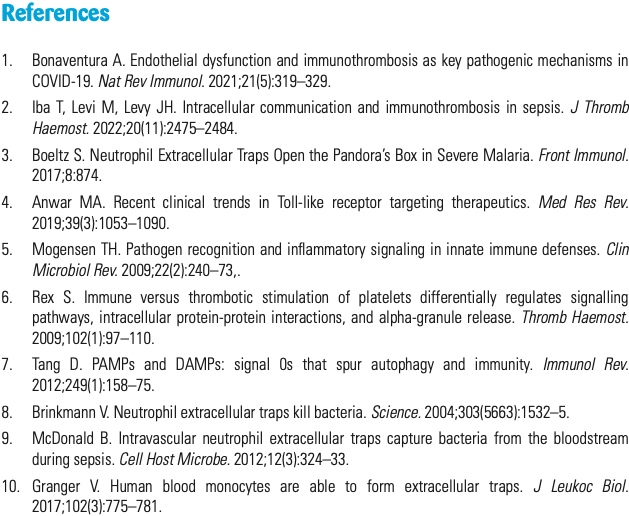 References
1. Bonaventura A. Endothelial dysfunction and immunothrombosis as key pathogenic mechanisms in
COVID-19. Nat Rev Immunol. 2021;21(5):319–329.
2. Iba T, Levi M, Levy JH. Intracellular communication and immunothrombosis in sepsis. J Thromb
Haemost. 2022;20(11):2475–2484.
3. Boeltz S. Neutrophil Extracellular Traps Open the Pandora’s Box in Severe Malaria. Front Immunol.
2017;8:874.
4. Anwar MA. Recent clinical trends in Toll-like receptor targeting therapeutics. Med Res Rev.
2019;39(3):1053–1090.
5. Mogensen TH. Pathogen recognition and inflammatory signaling in innate immune defenses. Clin
Microbiol Rev. 2009;22(2):240–73,.
6. Rex S. Immune versus thrombotic stimulation of platelets differentially regulates signalling
pathways, intracellular protein-protein interactions, and alpha-granule release. Thromb Haemost.
2009;102(1):97–110.
7. Tang D. PAMPs and DAMPs: signal 0s that spur autophagy and immunity. Immunol Rev.
2012;249(1):158–75.
8. Brinkmann V. Neutrophil extracellular traps kill bacteria. Science. 2004;303(5663):1532–5.
9. McDonald B. Intravascular neutrophil extracellular traps capture bacteria from the bloodstream
during sepsis. Cell Host Microbe. 2012;12(3):324–33.
10. Granger V. Human blood monocytes are able to form extracellular traps. J Leukoc Biol.
2017;102(3):775–781.